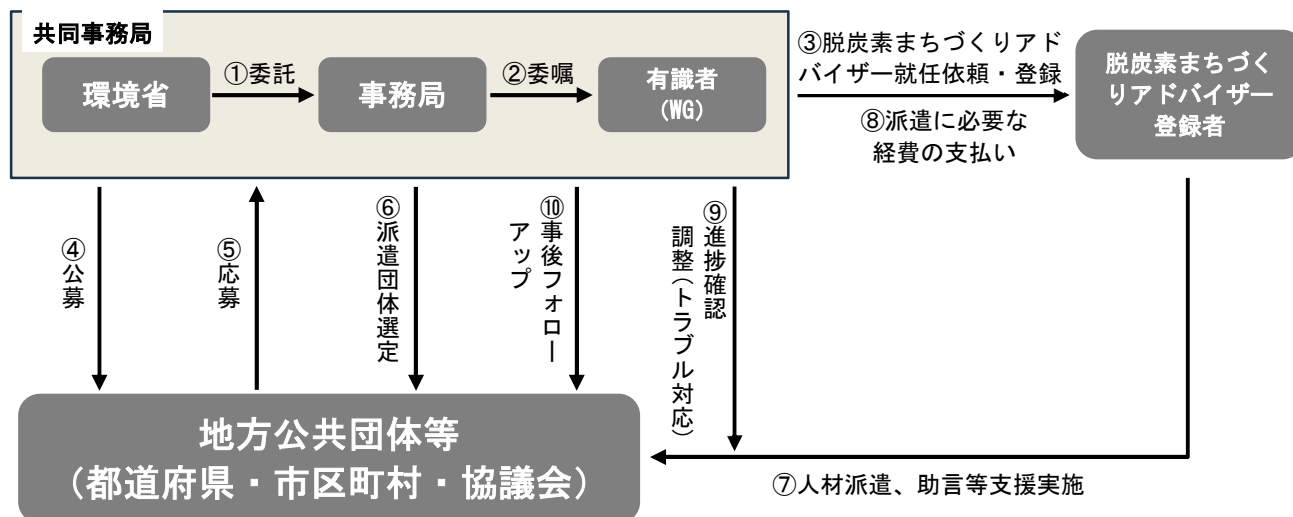 共同事務局
環境省
①委託
事務局
②委嘱
有識者
(WG)
③脱炭素まちづくりアド
バイザー就任依頼・登録
⑧派遣に必要な
経費の支払い
脱炭素まちづく
りアドバイザー
登録者
④公募
⑤応募
⑥派遣団体選定
⑩事後フォロー
アップ
⑨進捗確認
調整(トラブル対応)
地方公共団体等
(都道府県・市区町村・協議会)
⑦人材派遣、助言等支援実施